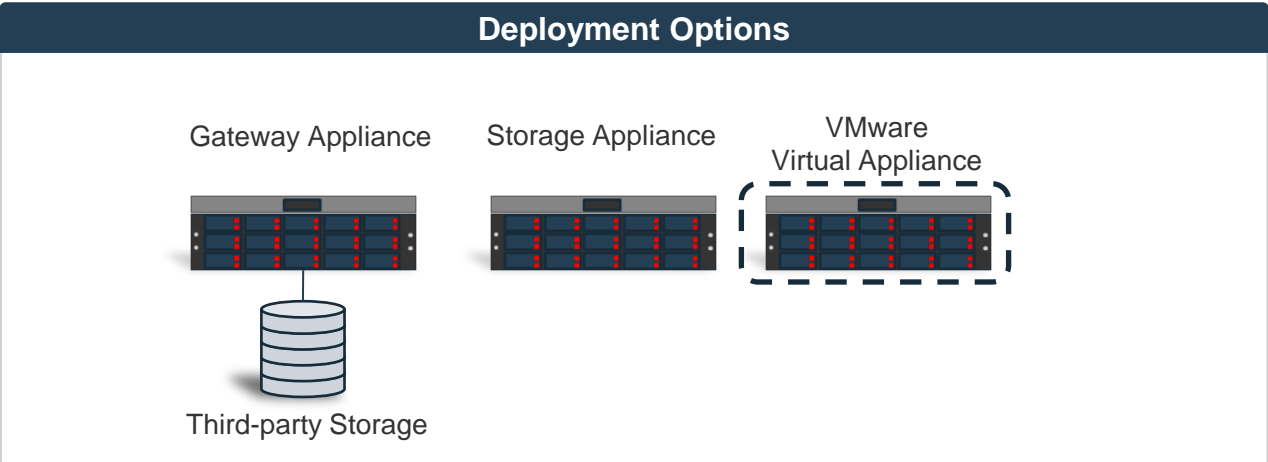 Deployment Options
Gateway Appliance
Storage Appliance
VMware
Virtual Appliance
Third-party Storage